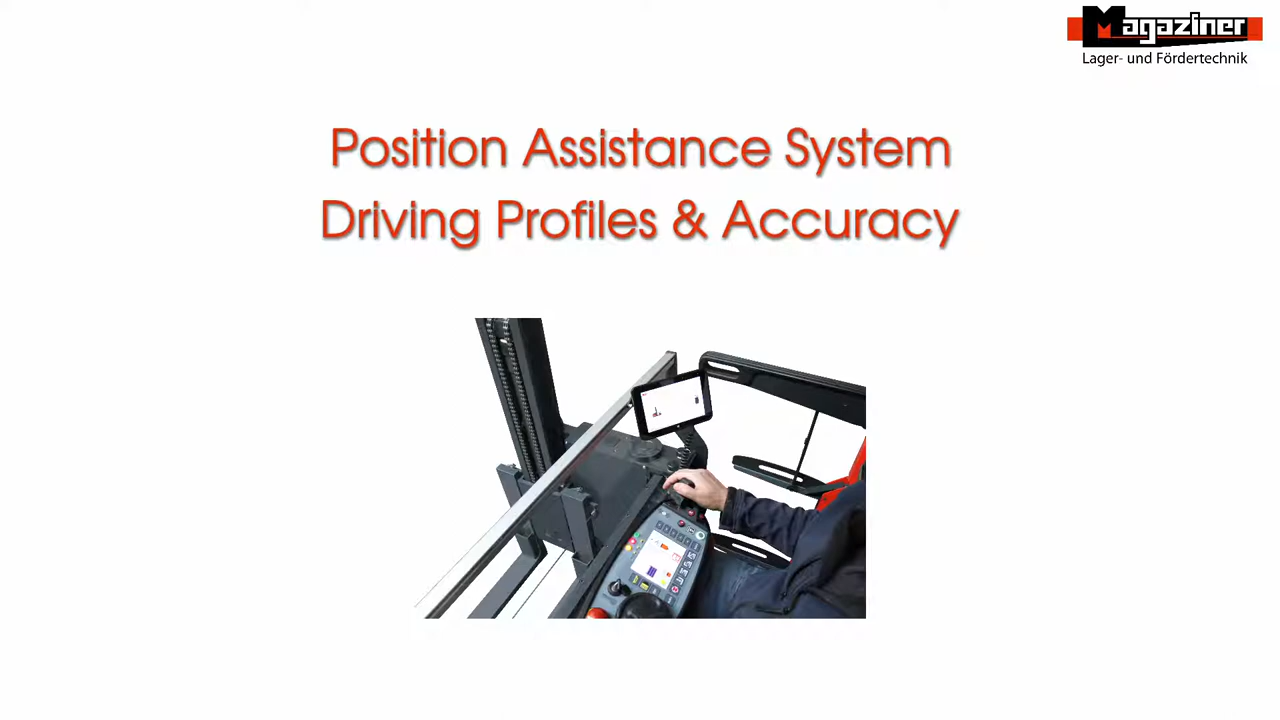 Magaziner
Lager- und Fördertechnik
Position Assistance System
Driving Profiles & Accuracy